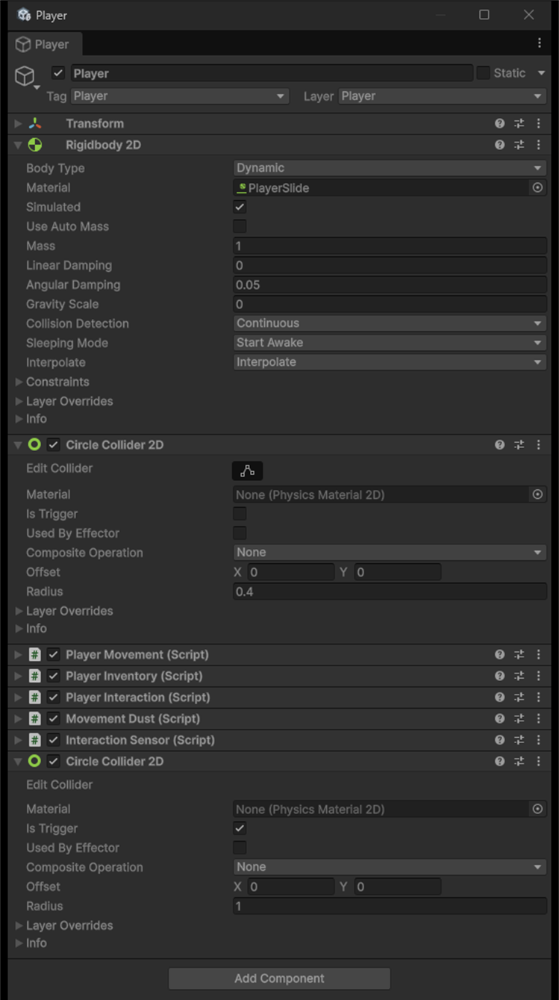 Player
Player
Player Static
Tag Player Layer Player
Transform
Rigidbody 2D
Body Type Dynamic
Material PlayerSlide
Simulated
Use Auto Mass
Mass 1
Linear Damping 0
Angular Damping 0.05
Gravity Scale 0
Collision Detection Continuous
Sleeping Mode Start Awake
Interpolate Interpolate
Constraints
Layer Overrides
Info
Circle Collider 2D
Edit Collider
Material None (Physics Material 2D)
Is Trigger
Used By Effector
Composite Operation None
Offset X 0 Y 0
Radius 0.4
Layer Overrides
Info
# Player Movement (Script)
# Player Inventory (Script)
# Player Interaction (Script)
# Movement Dust (Script)
# Interaction Sensor (Script)
Circle Collider 2D
Edit Collider
Material None (Physics Material 2D)
Is Trigger
Used By Effector
Composite Operation None
Offset X 0 Y 0
Radius 1
Layer Overrides
Info
Add Component